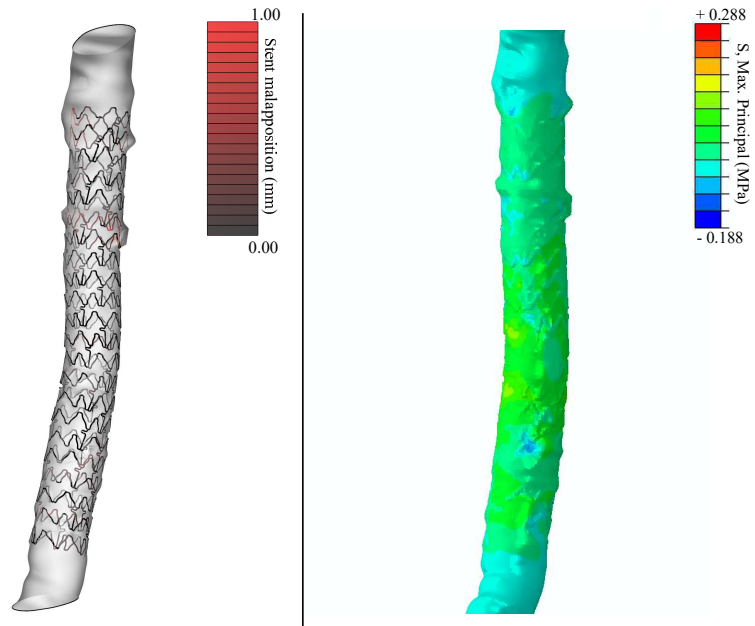 1.00
Stent malapposition (mm)
0.00
+ 0.288
S, Max. Principal (MPa)
- 0.188